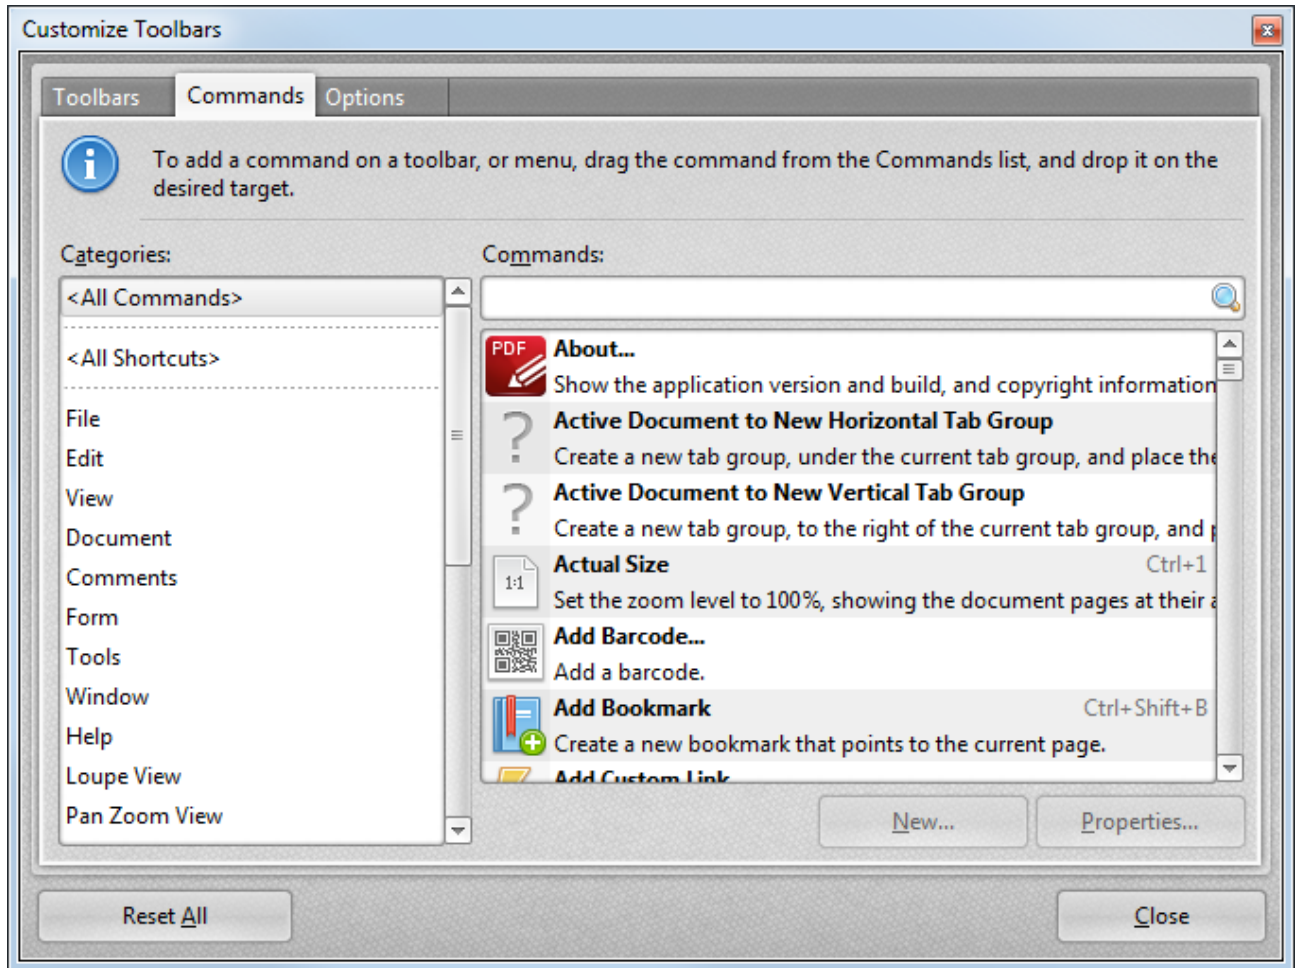 Customize Toolbars
Toolbars
Commands
Options
To add a command on a toolbar, or menu, drag the command from the Commands list, and drop it on the
desired target.
Categories:
<All Commands>
<All Shortcuts>
File
Edit
View
Document
Comments
Form
Tools
Window
Help
Loupe View
Pan Zoom View
Commands:
PDF
About...
Show the application version and build, and copyright information
Active Document to New Horizontal Tab Group
Create a new tab group, under the current tab group, and place the
Active Document to New Vertical Tab Group
Create a new tab group, to the right of the current tab group, and
1:1
Actual Size Ctrl+1
Set the zoom level to 100%, showing the document pages at their a
Add Barcode...
Add a barcode.
Add Bookmark Ctrl+Shift+B
Create a new bookmark that points to the current page.
Add Custom Link
New...
Properties...
Reset All
Close